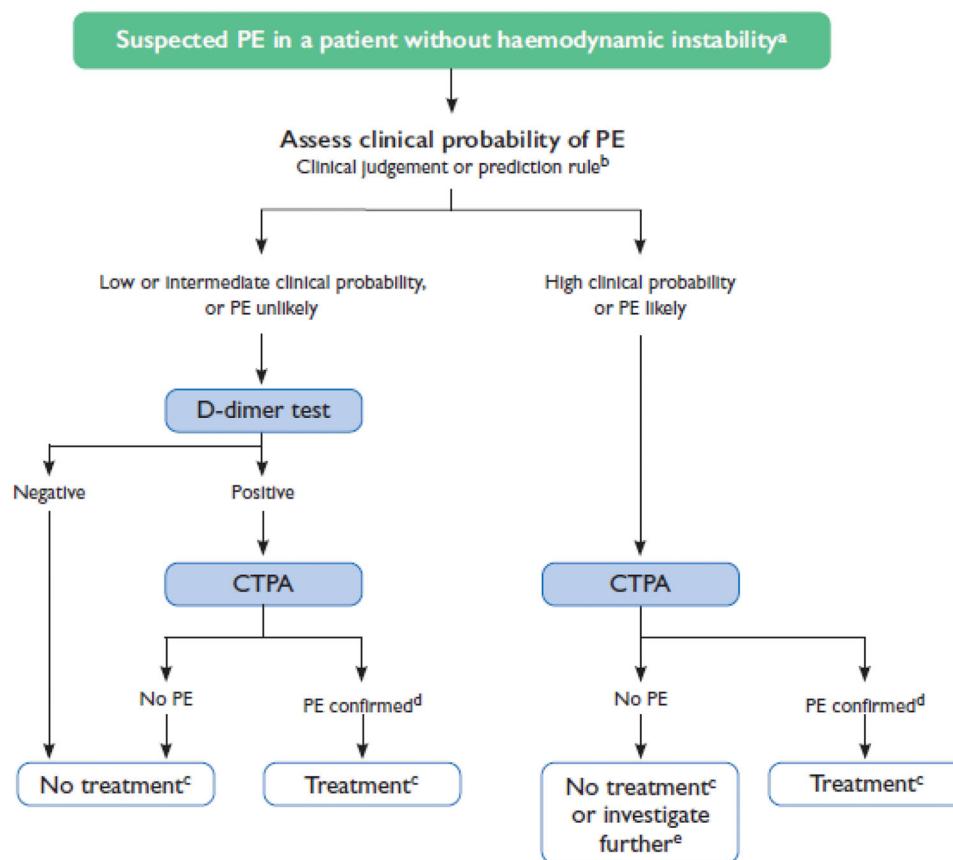 Suspected PE in a patient without haemodynamic instabilityᵃ
Assess clinical probability of PE
Clinical judgement or prediction ruleᵇ
Low or intermediate clinical probability,
or PE unlikely
High clinical probability
or PE likely
D-dimer test
Negative
Positive
CTPA
CTPA
No PE
PE confirmedᵈ
No PE
PE confirmedᵈ
No treatmentᶜ
Treatmentᶜ
No treatmentᶜ
or investigate
furtherᵉ
Treatmentᶜ